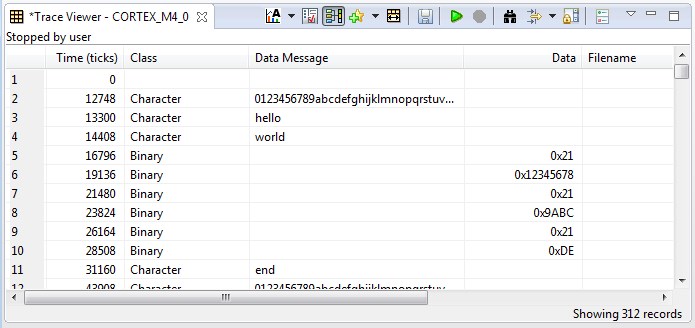 *Trace Viewer - CORTEX_M4_0
Stopped by user
Time (ticks) Class Data Message Data Filename
1 0
2 12748 Character 0123456789abcdefghijklmnopqrstuv...
3 13300 Character hello
4 14408 Character world
5 16796 Binary 0x21
6 19136 Binary 0x12345678
7 21480 Binary 0x21
8 23824 Binary 0x9ABC
9 26164 Binary 0x21
10 28508 Binary 0xDE
11 31160 Character end
12 43908 Character 0123456789abcdefghijklmnopqrstuv
Showing 312 records